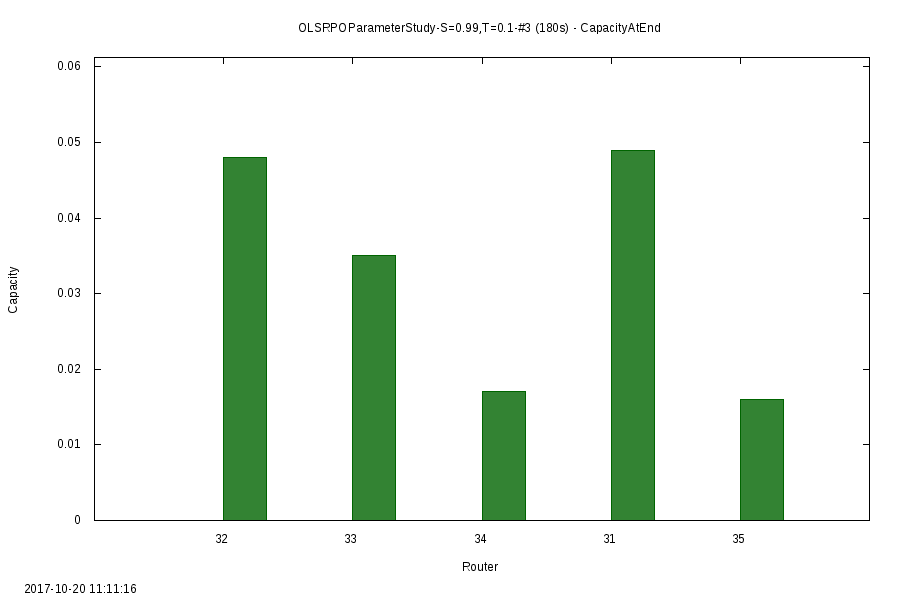 OLSRPOParameterStudy-S=0.99,T=0.1-#3 (180s) - CapacityAtEnd
0.06
0.05
0.04
0.03
0.02
0.01
0
Capacity
32 33 34 31 35
Router
2017-10-20 11:11:16